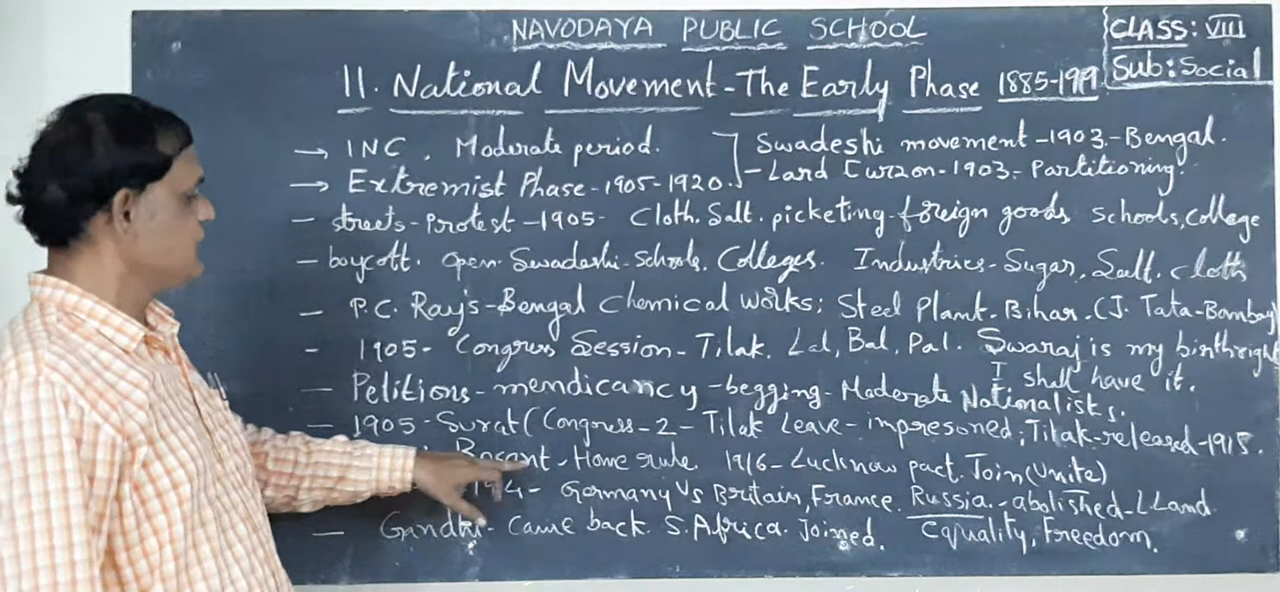 NAVODAYA PUBLIC SCHOOL
CLASS: VIII
Sub: Social
11. National Movement - The Early Phase 1885-1919
→ INC. Moderate period.
Swadeshi movement - 1903 - Bengal.
→ Extremist Phase - 1905 - 1920.
- Lard Curzon - 1903 - Partitioning.
- streets - Protest - 1905 - Cloth. Salt. picketing - foreign goods, schools, college
- boycott. open. Swadeshi - Schools, Colleges. Industries - Sugar, Salt. cloth
- P.C. Ray's - Bengal chemical works; Steel Plant. Bihar. (J. Tata - Bombay)
- 1905 - Congress Session - Tilak. Lal, Bal, Pal. Swaraj is my birthright
I shall have it.
- Petitions - mendicancy - begging - Moderate Nationalists.
- 1905 - Surat (Congress - 2 - Tilak Leave - impresoned; Tilak - released - 1915.
Basant - Home rule. 1916 - Lucknow pact. Join (Unite)
Germany Vs Britain, France. Russia. - abolished - LLand
- Gandhi - Came back. S. Africa. Joined. equality, Freedom.